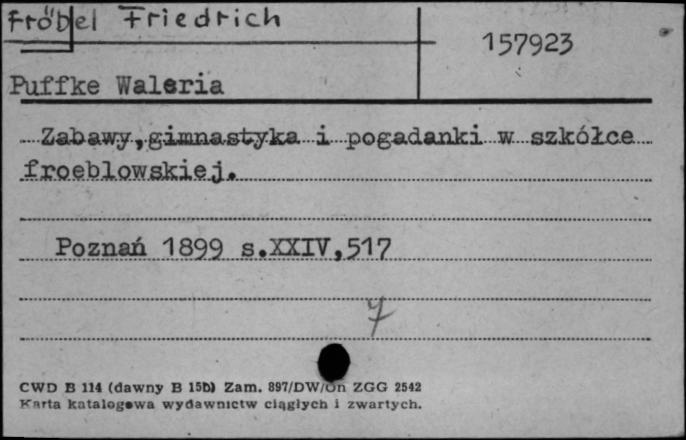 Fröbel Friedrich
157923
Puffke Waleria
Zabawy,gimnastyka i pogadanki w szkółce
froeblowskiej.
Poznań 1899 s.XXIV,517
7
CWD B 114 (dawny B 15b) Zam. 897/DW/On ZGG 2542
Karta katalogowa wydawnictw ciągłych i zwartych.